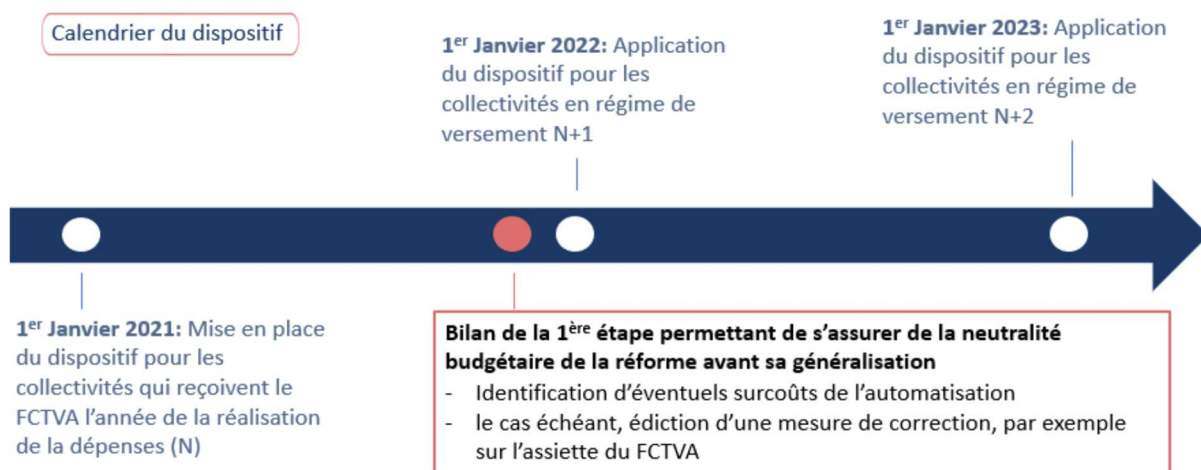 Calendrier du dispositif
1er Janvier 2022: Application
du dispositif pour les
collectivités en régime de
versement N+1
1er Janvier 2023: Application
du dispositif pour les
collectivités en régime de
versement N+2
1er Janvier 2021: Mise en place
du dispositif pour les
collectivités qui reçoivent le
FCTVA l’année de la réalisation
de la dépenses (N)
Bilan de la 1ère étape permettant de s’assurer de la neutralité
budgétaire de la réforme avant sa généralisation
- Identification d’éventuels surcoûts de l’automatisation
- le cas échéant, édiction d’une mesure de correction, par exemple
sur l’assiette du FCTVA